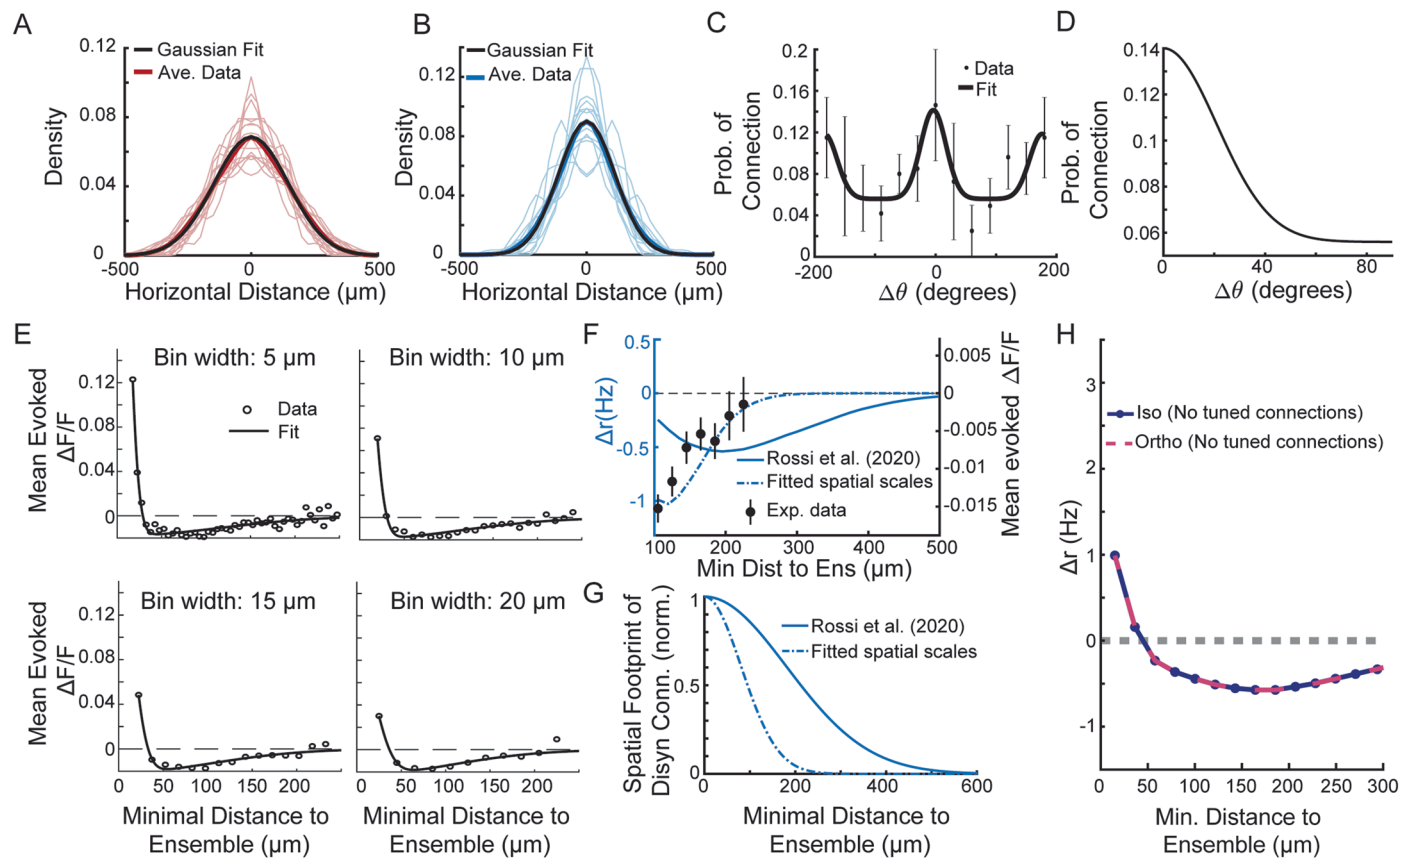 A
0.12
0.08
0.04
0
Density
Gaussian Fit
Ave. Data
-500
0
500
Horizontal Distance (µm)
B
0.12
0.08
0.04
0
Density
Gaussian Fit
Ave. Data
-500
0
500
Horizontal Distance (µm)
C
0.2
0.16
0.12
0.08
0.04
0
Prob. of
Connection
Data
Fit
-200
0
200
Δθ (degrees)
D
0.14
0.12
0.1
0.08
0.06
Prob. of
Connection
0
40
80
Δθ (degrees)
E
Bin width: 5 µm
0.12
0.08
0.04
0
Mean Evoked
ΔF/F
Data
Fit
Bin width: 10 µm
Bin width: 15 µm
0.12
0.08
0.04
0
Mean Evoked
ΔF/F
0
50
100
150
200
Minimal Distance to
Ensemble (µm)
Bin width: 20 µm
0
50
100
150
200
Minimal Distance to
Ensemble (µm)
F
0.5
0
-0.5
-1
Δr(Hz)
0.005
0
-0.005
-0.01
-0.015
Mean evoked ΔF/F
Rossi et al. (2020)
Fitted spatial scales
Exp. data
100
200
300
400
500
Min Dist to Ens (µm)
G
1
0.5
0
Spatial Footprint of
Disyn Conn. (norm.)
Rossi et al. (2020)
Fitted spatial scales
0
200
400
600
Minimal Distance to
Ensemble (µm)
H
3
2
1
0
-1
Δr (Hz)
Iso (No tuned connections)
Ortho (No tuned connections)
0
50
100
150
200
250
300
Min. Distance to
Ensemble (µm)